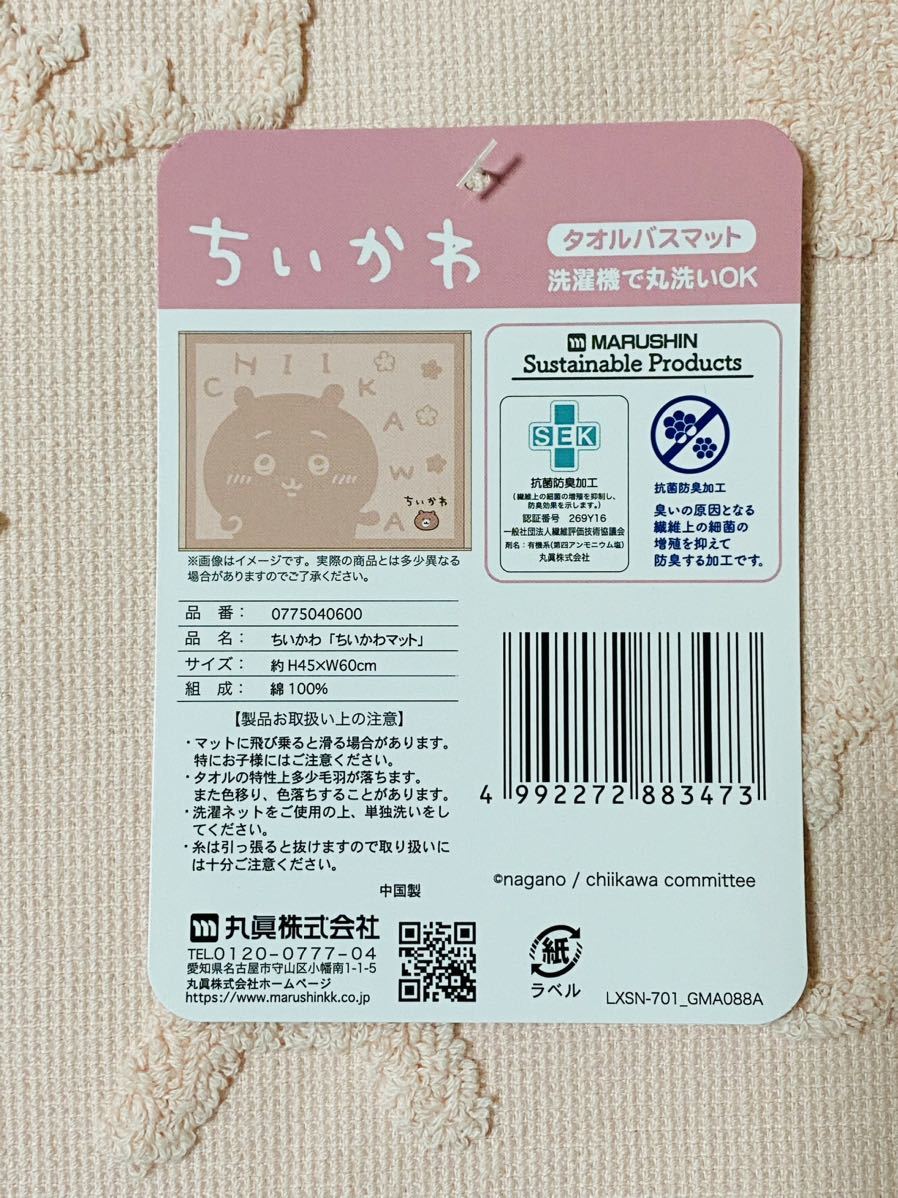 ちいかわ
タオルバスマット
洗濯機で丸洗いOK
CHIIKAWA
ちいかわ
※画像はイメージです。実際の商品とは多少異なる
場合がありますのでご了承ください。
MARUSHIN
Sustainable Products
SEK
抗菌防臭加工
(繊維上の細菌の増殖を抑制し、
防臭効果を示します。)
認証番号 269Y16
一般社団法人繊維評価技術協議会
剤名：有機系(第四アンモニウム塩)
丸眞株式会社
抗菌防臭加工
臭いの原因となる
繊維上の細菌の
増殖を抑えて
防臭する加工です。
品 番： 0775040600
品 名： ちいかわ「ちいかわマット」
サイズ： 約 H45×W60cm
組 成： 綿 100%
【製品お取扱い上の注意】
・マットに飛び乗ると滑る場合があります。
特にお子様にはご注意ください。
・タオルの特性上多少毛羽が落ちます。
また色移り、色落ちすることがあります。
・洗濯ネットをご使用の上、単独洗いをし
てください。
・糸は引っ張ると抜けますので取り扱いに
は十分ご注意ください。
中国製
4 992272 883473
©nagano / chiikawa committee
丸眞株式会社
TEL.0120-0777-04
愛知県名古屋市守山区小幡南1-1-5
丸眞株式会社ホームページ
https://www.marushinkk.co.jp
紙
ラベル
LXSN-701_GMA088A